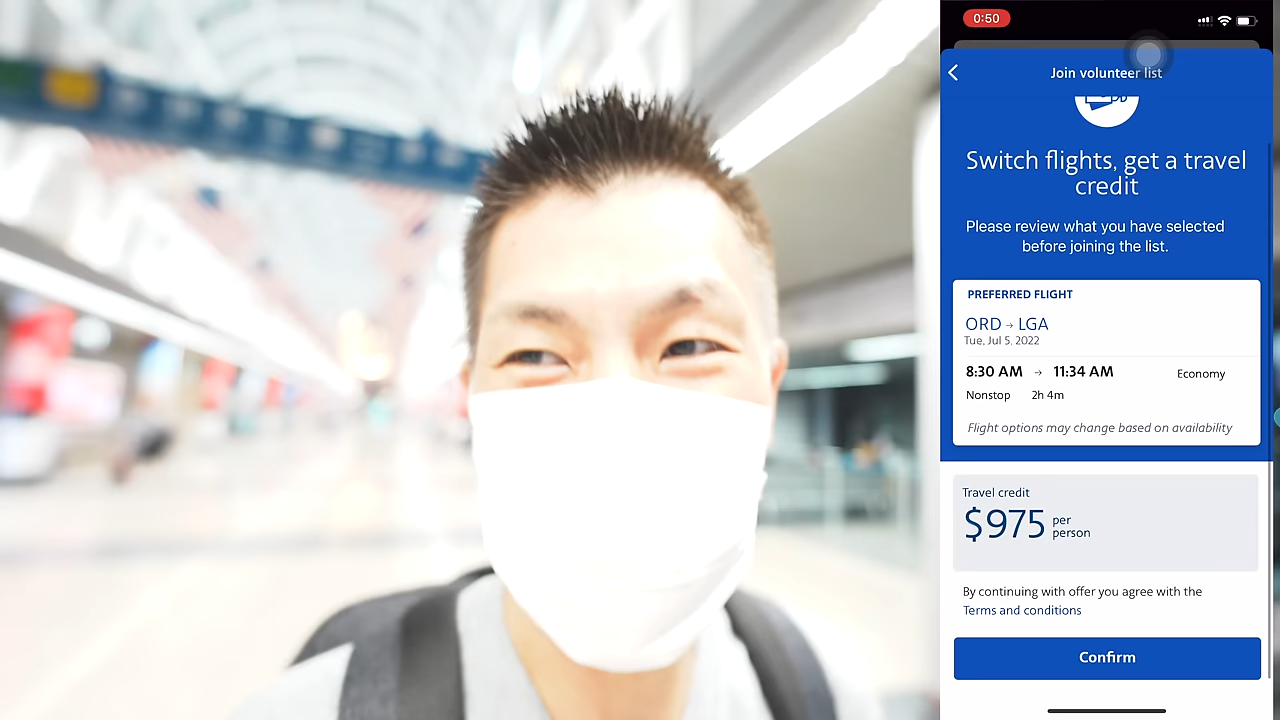 0:50
Join volunteer list
Switch flights, get a travel
credit
Please review what you have selected
before joining the list.
PREFERRED FLIGHT
ORD → LGA
Tue, Jul 5, 2022
8:30 AM → 11:34 AM Economy
Nonstop 2h 4m
Flight options may change based on availability
Travel credit
$975 per
person
By continuing with offer you agree with the
Terms and conditions
Confirm